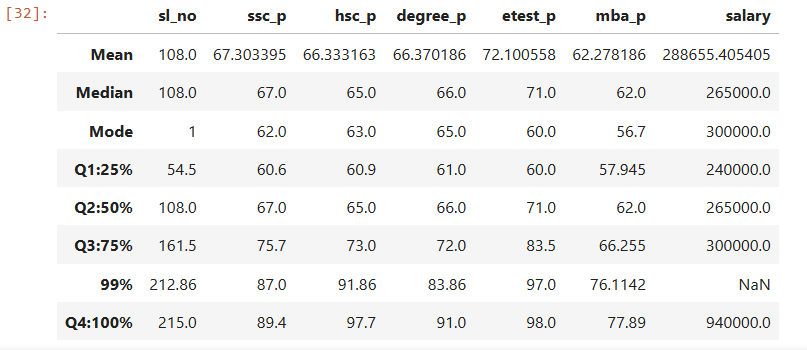 [32]:
sl_no ssc_p hsc_p degree_p etest_p mba_p salary
Mean 108.0 67.303395 66.333163 66.370186 72.100558 62.278186 288655.405405
Median 108.0 67.0 65.0 66.0 71.0 62.0 265000.0
Mode 1 62.0 63.0 65.0 60.0 56.7 300000.0
Q1:25% 54.5 60.6 60.9 61.0 60.0 57.945 240000.0
Q2:50% 108.0 67.0 65.0 66.0 71.0 62.0 265000.0
Q3:75% 161.5 75.7 73.0 72.0 83.5 66.255 300000.0
99% 212.86 87.0 91.86 83.86 97.0 76.1142 NaN
Q4:100% 215.0 89.4 97.7 91.0 98.0 77.89 940000.0